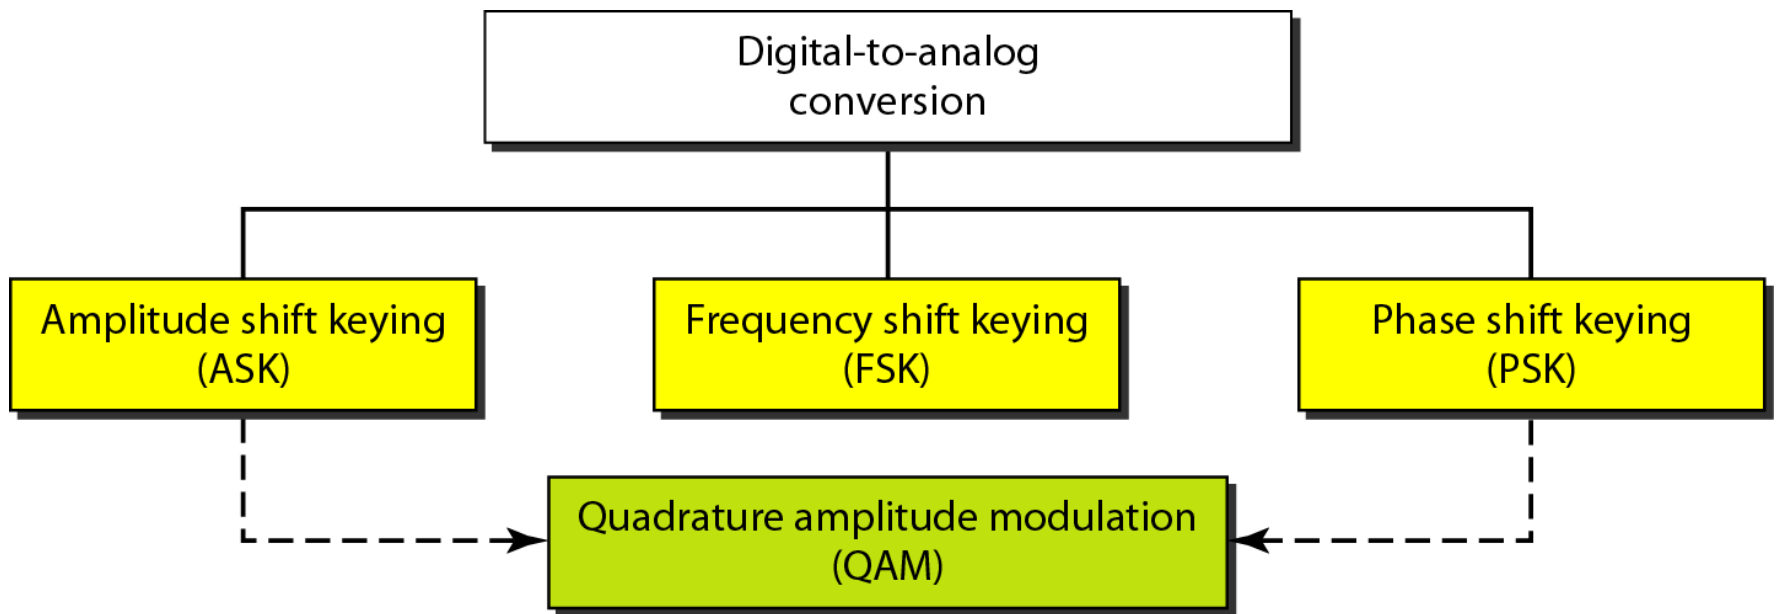 Digital-to-analog
conversion
Amplitude shift keying
(ASK)
Frequency shift keying
(FSK)
Phase shift keying
(PSK)
Quadrature amplitude modulation
(QAM)